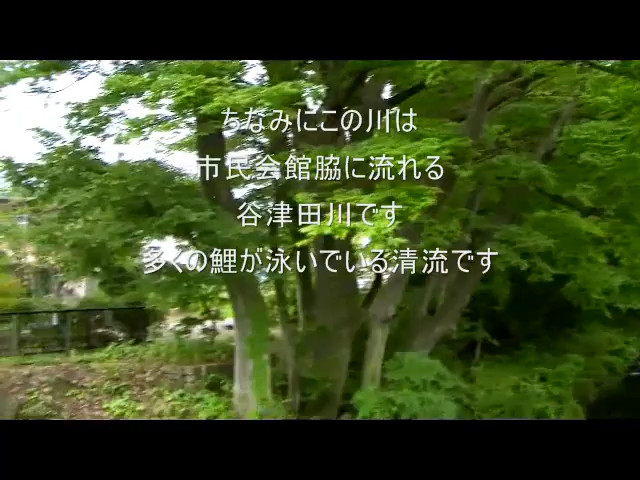 ちなみにこの川は
市民会館脇に流れる
谷津田川です
多くの鯉が泳いでいる清流です